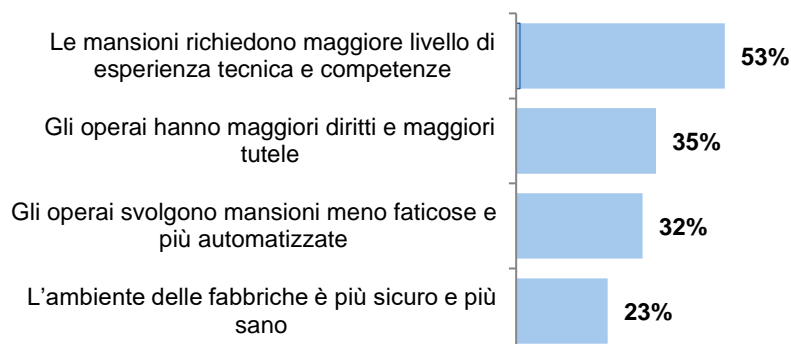 Le mansioni richiedono maggiore livello di
esperienza tecnica e competenze
53%
Gli operai hanno maggiori diritti e maggiori
tutele
35%
Gli operai svolgono mansioni meno faticose e
più automatizzate
32%
L'ambiente delle fabbriche è più sicuro e più
sano
23%